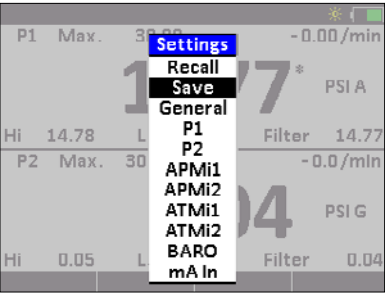 P1 Max. 30.00 -0.00/min
Settings
Recall
Save
General
P1
P2
APMi1
APMi2
ATMi1
ATMi2
BARO
mA In
PSI A
Hi 14.78 L Filter 14.77
P2 Max. 30 -0.0/min
PSI G
Hi 0.05 L Filter 0.04